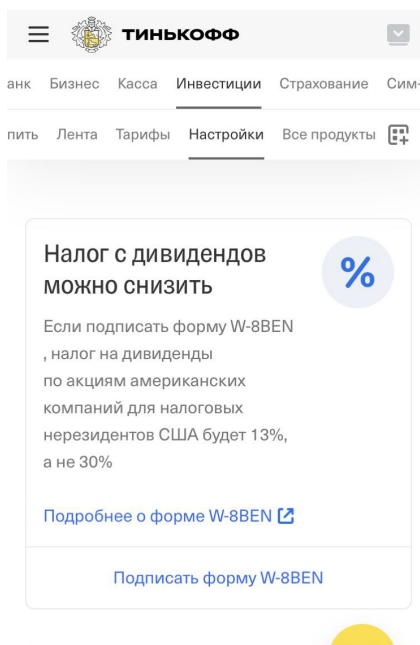 ТИНЬКОФФ
анк Бизнес Касса Инвестиции Страхование Сим-
пить Лента Тарифы Настройки Все продукты
Налог с дивидендов
можно снизить
%
Если подписать форму W-8BEN
, налог на дивиденды
по акциям американских
компаний для налоговых
нерезидентов США будет 13%,
а не 30%
Подробнее о форме W-8BEN
Подписать форму W-8BEN